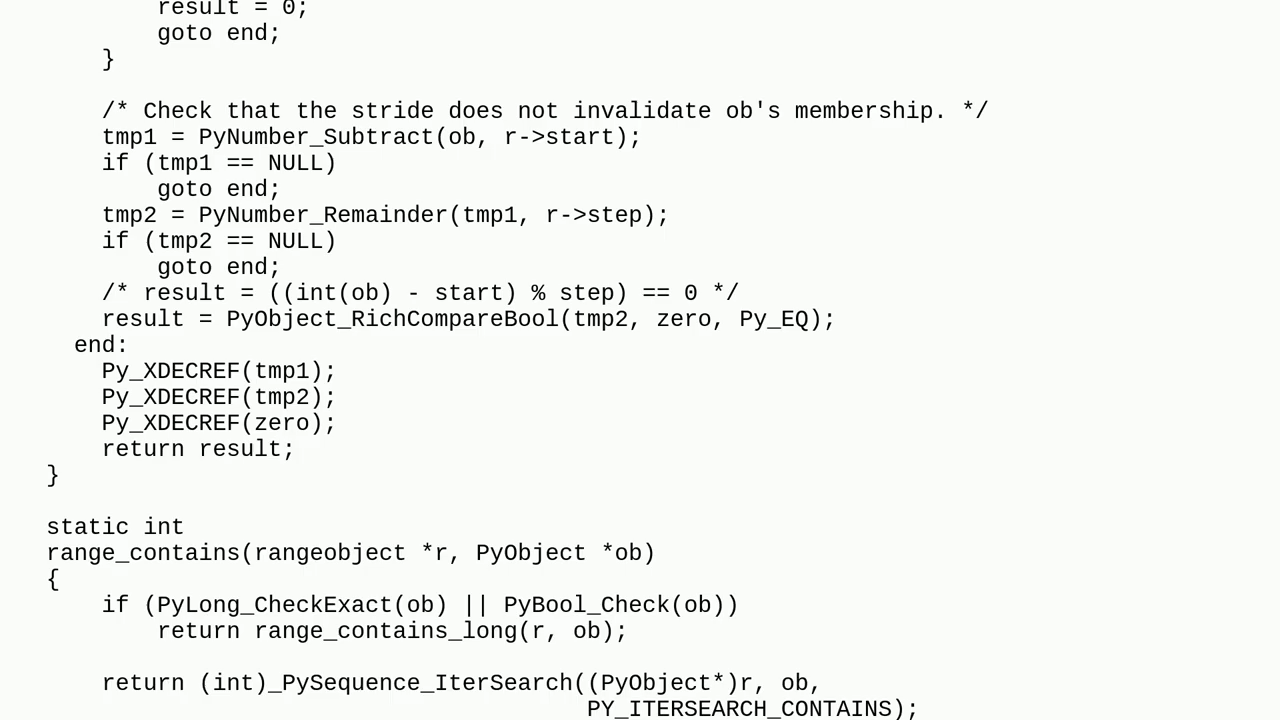 result = 0;
goto end;
}
/* Check that the stride does not invalidate ob's membership. */
tmp1 = PyNumber_Subtract(ob, r->start);
if (tmp1 == NULL)
goto end;
tmp2 = PyNumber_Remainder(tmp1, r->step);
if (tmp2 == NULL)
goto end;
/* result = ((int(ob) - start) % step) == 0 */
result = PyObject_RichCompareBool(tmp2, zero, Py_EQ);
end:
Py_XDECREF(tmp1);
Py_XDECREF(tmp2);
Py_XDECREF(zero);
return result;
}
static int
range_contains(rangeobject *r, PyObject *ob)
{
if (PyLong_CheckExact(ob) || PyBool_Check(ob))
return range_contains_long(r, ob);
return (int)_PySequence_IterSearch((PyObject*)r, ob,
PY_ITERSEARCH_CONTAINS);